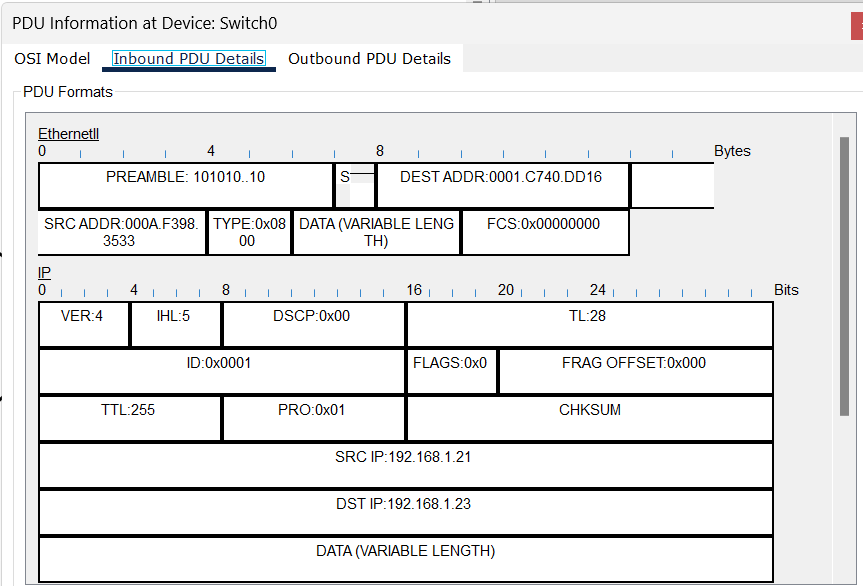 PDU Information at Device: Switch0
OSI Model Inbound PDU Details Outbound PDU Details
PDU Formats
EthernetII
0 4 8 Bytes
PREAMBLE: 101010..10 S DEST ADDR:0001.C740.DD16
SRC ADDR:000A.F398. TYPE:0x08 DATA (VARIABLE LENG FCS:0x00000000
3533 00 TH)
IP
0 4 8 16 20 24 Bits
VER:4 IHL:5 DSCP:0x00 TL:28
ID:0x0001 FLAGS:0x0 FRAG OFFSET:0x000
TTL:255 PRO:0x01 CHKSUM
SRC IP:192.168.1.21
DST IP:192.168.1.23
DATA (VARIABLE LENGTH)